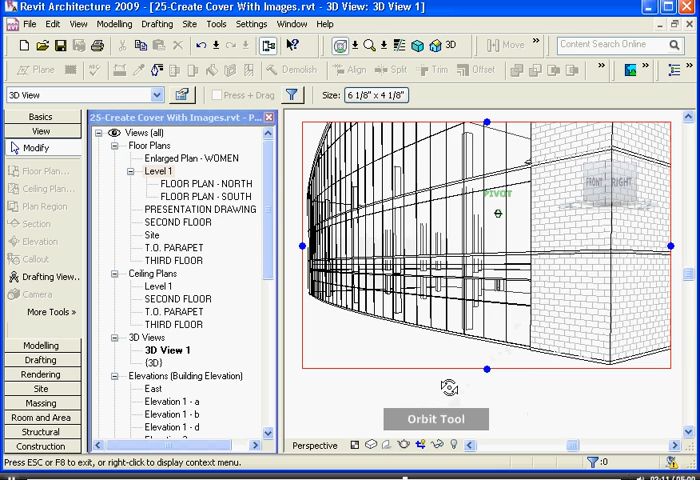 Revit Architecture 2009 - [25-Create Cover With Images.rvt - 3D View: 3D View 1]
File Edit View Modelling Drafting Site Tools Settings Window Help
3D Move » Content Search Online
Plane Demolish Align Split Trim Offset
3D View Press + Drag Size: 6 1/8" x 4 1/8"
Basics
View
Modify
Floor Plan...
Ceiling Plan...
Plan Region
Section
Elevation
Callout
Drafting View...
Camera
More Tools »
Modelling
Drafting
Rendering
Site
Massing
Room and Area
Structural
Construction
25-Create Cover With Images.rvt - P...
Views (all)
Floor Plans
Enlarged Plan - WOMEN
Level 1
FLOOR PLAN - NORTH
FLOOR PLAN - SOUTH
PRESENTATION DRAWING
SECOND FLOOR
Site
T.O. PARAPET
THIRD FLOOR
Ceiling Plans
Level 1
SECOND FLOOR
T.O. PARAPET
THIRD FLOOR
3D Views
3D View 1
{3D}
Elevations (Building Elevation)
East
Elevation 1 - a
Elevation 1 - b
Elevation 1 - d
PIVOT
FRONT RIGHT
Orbit Tool
Perspective
Press ESC or F8 to exit, or right-click to display context menu.
:0